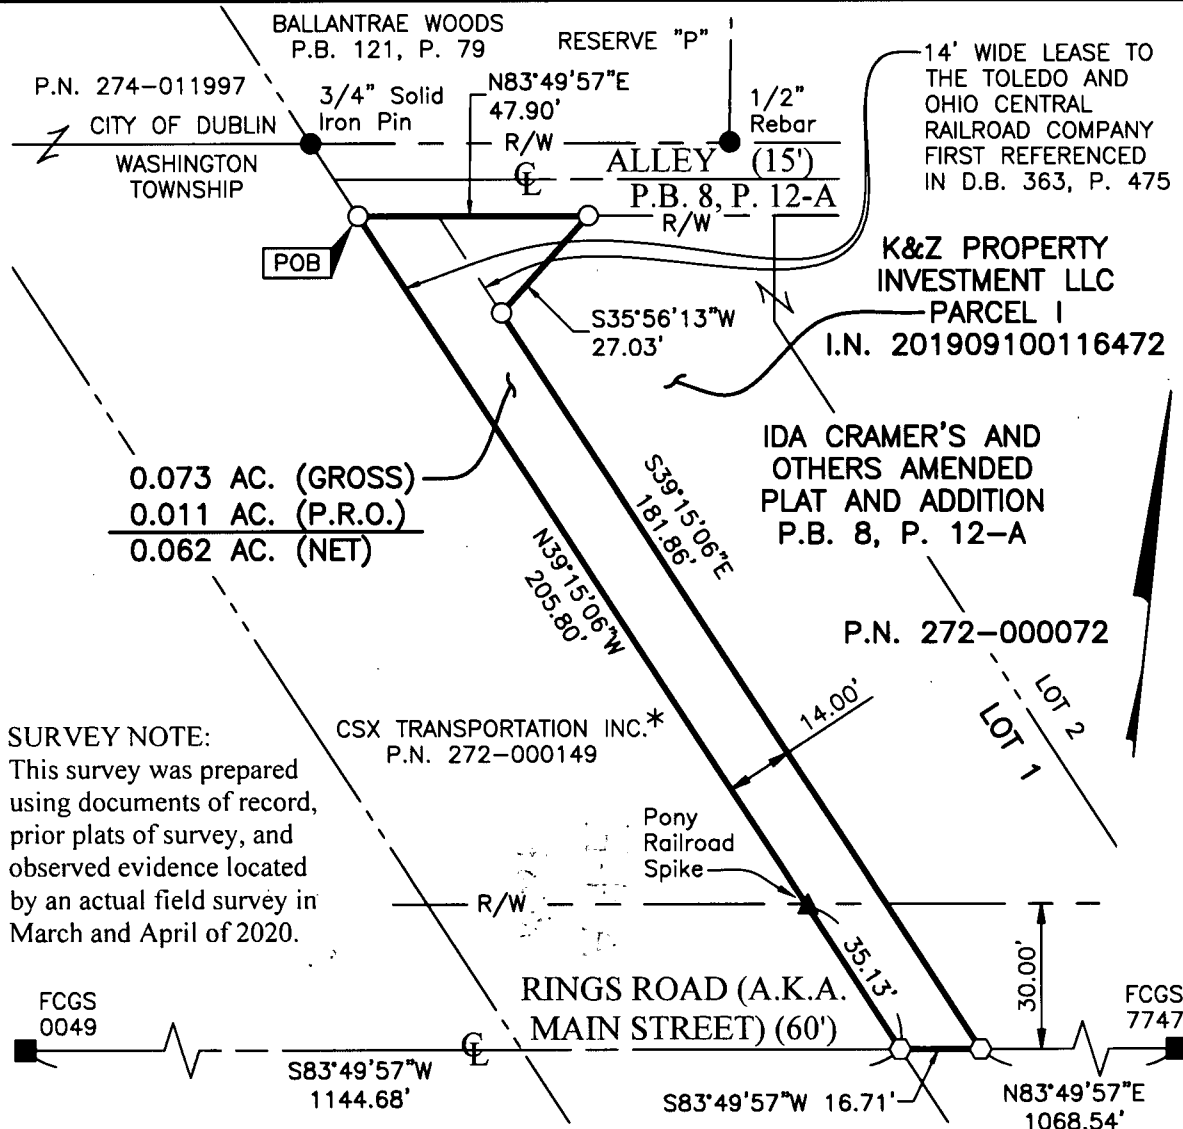 BALLANTRAE WOODS
P.B. 121, P. 79
RESERVE "P"
14' WIDE LEASE TO
THE TOLEDO AND
OHIO CENTRAL
RAILROAD COMPANY
FIRST REFERENCED
IN D.B. 363, P. 475
P.N. 274-011997
3/4" Solid
Iron Pin
N83°49'57"E
47.90'
1/2"
Rebar
CITY OF DUBLIN
WASHINGTON
TOWNSHIP
R/W
CL
ALLEY (15')
P.B. 8, P. 12-A
R/W
POB
K&Z PROPERTY
INVESTMENT LLC
PARCEL I
I.N. 201909100116472
S35°56'13"W
27.03'
0.073 AC. (GROSS)
0.011 AC. (P.R.O.)
0.062 AC. (NET)
IDA CRAMER'S AND
OTHERS AMENDED
PLAT AND ADDITION
P.B. 8, P. 12-A
S39°15'06"E
181.86'
N39°15'06"W
205.80'
P.N. 272-000072
LOT 2
LOT 1
14.00'
CSX TRANSPORTATION INC.*
P.N. 272-000149
SURVEY NOTE:
This survey was prepared
using documents of record,
prior plats of survey, and
observed evidence located
by an actual field survey in
March and April of 2020.
Pony
Railroad
Spike
R/W
35.13'
30.00'
RINGS ROAD (A.K.A.
MAIN STREET) (60')
FCGS
0049
FCGS
7747
CL
S83°49'57"W
1144.68'
S83°49'57"W 16.71'
N83°49'57"E
1068.54'